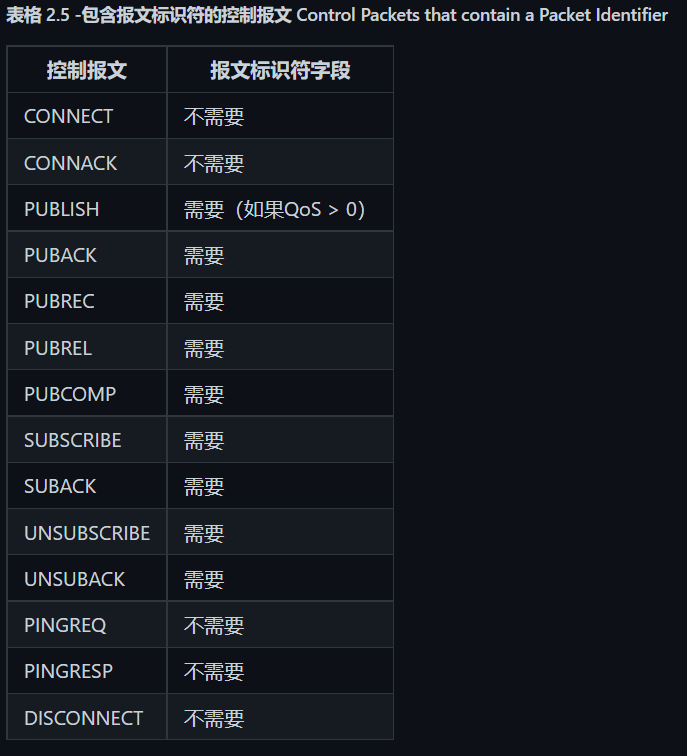 表格 2.5 -包含报文标识符的控制报文 Control Packets that contain a Packet Identifier
控制报文 报文标识符字段
CONNECT 不需要
CONNACK 不需要
PUBLISH 需要（如果QoS > 0）
PUBACK 需要
PUBREC 需要
PUBREL 需要
PUBCOMP 需要
SUBSCRIBE 需要
SUBACK 需要
UNSUBSCRIBE 需要
UNSUBACK 需要
PINGREQ 不需要
PINGRESP 不需要
DISCONNECT 不需要